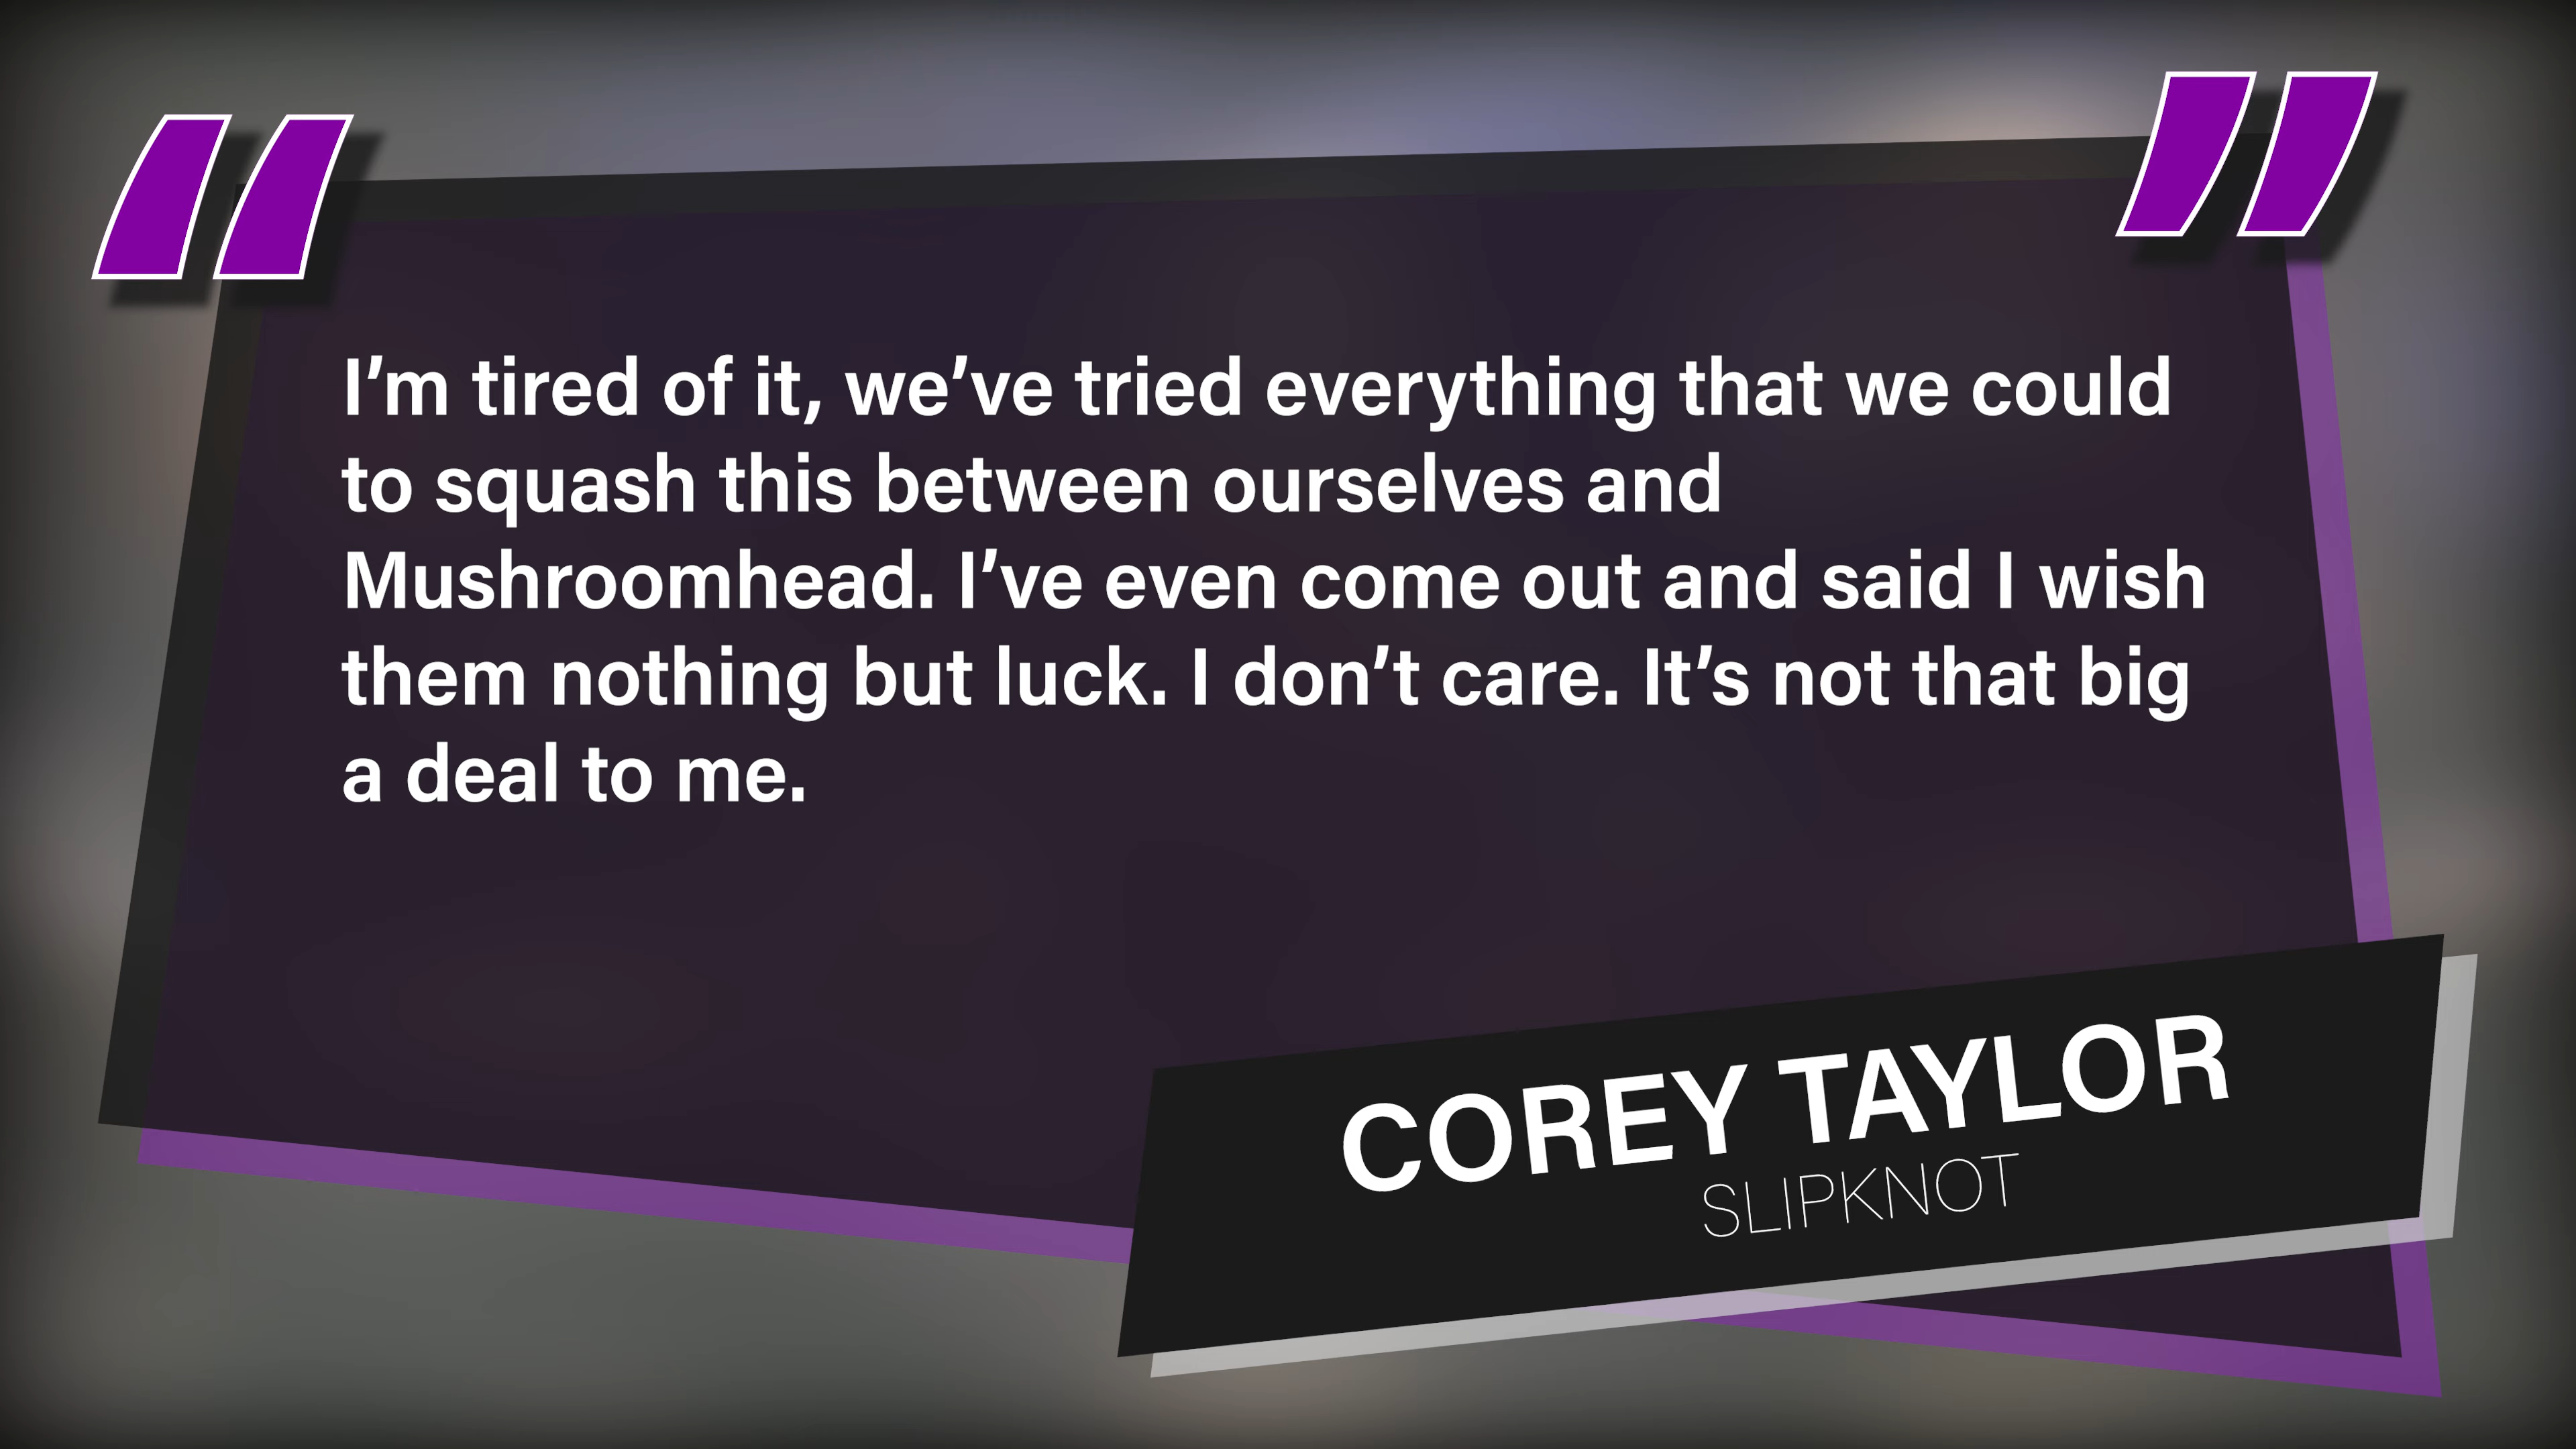 I’m tired of it, we’ve tried everything that we could
to squash this between ourselves and
Mushroomhead. I’ve even come out and said I wish
them nothing but luck. I don’t care. It’s not that big
a deal to me.
COREY TAYLOR
SLIPKNOT